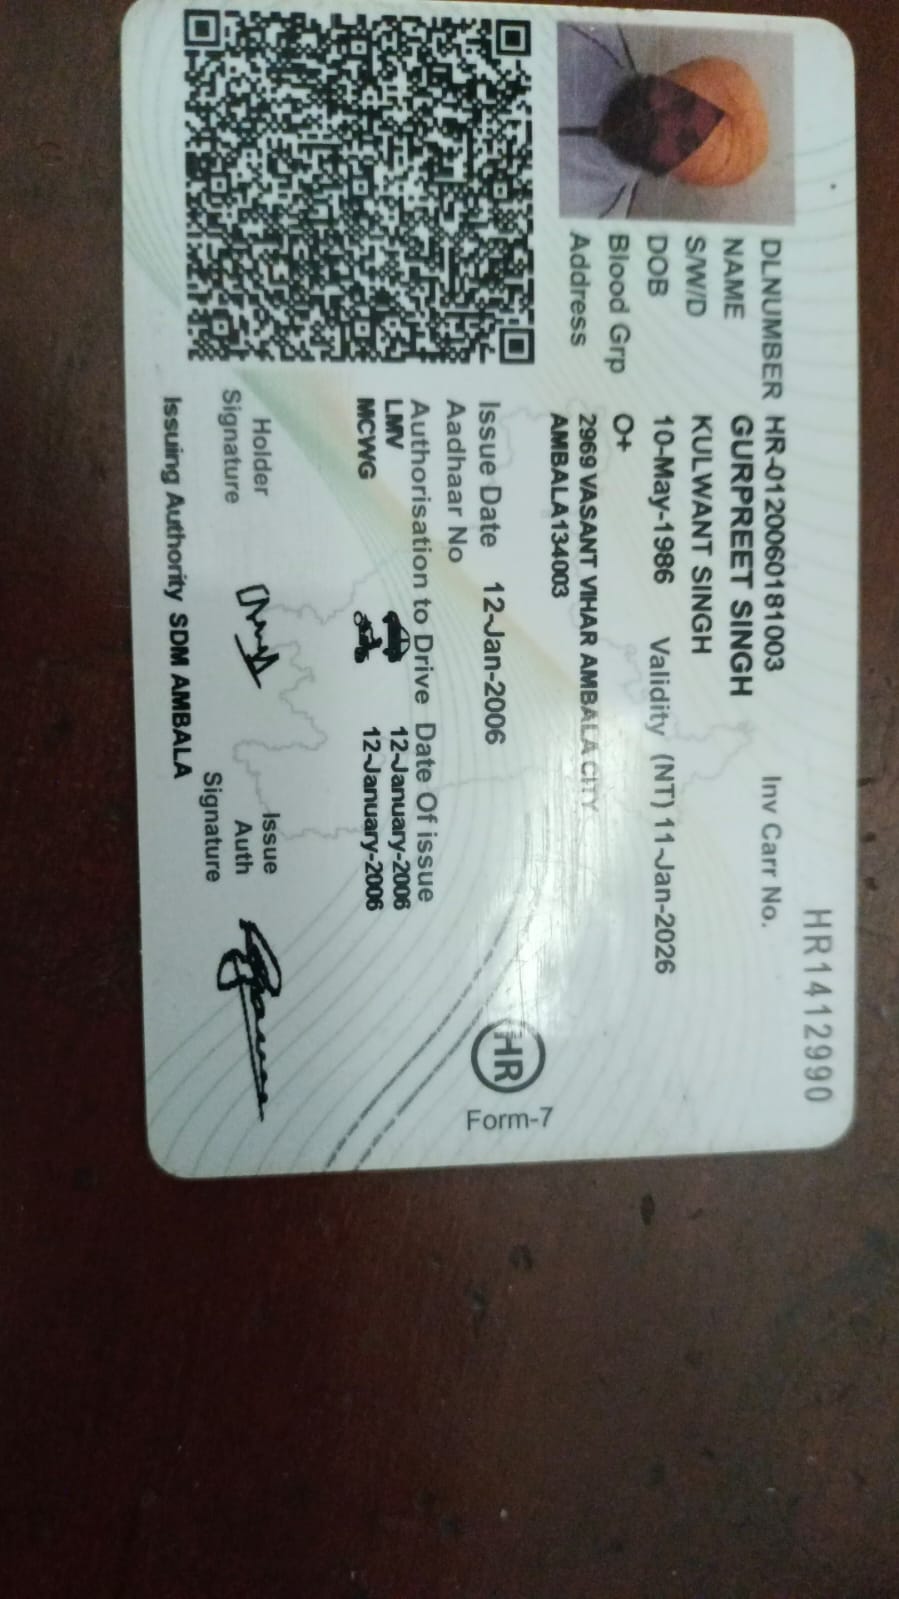 HR1412990
DLNUMBER HR-0120060181003 Inv Carr No.
NAME GURPREET SINGH
S/W/D KULWANT SINGH
DOB 10-May-1986 Validity (NT) 11-Jan-2026
Blood Grp O+
Address 2969 VASANT VIHAR AMBALA CITY
AMBALA134003
Issue Date 12-Jan-2006
HR
Form-7
Aadhaar No
Authorisation to Drive Date Of issue
LMV 12-January-2006
MCWG 12-January-2006
Holder
Signature
Issue
Auth
Signature
Issuing Authority SDM AMBALA